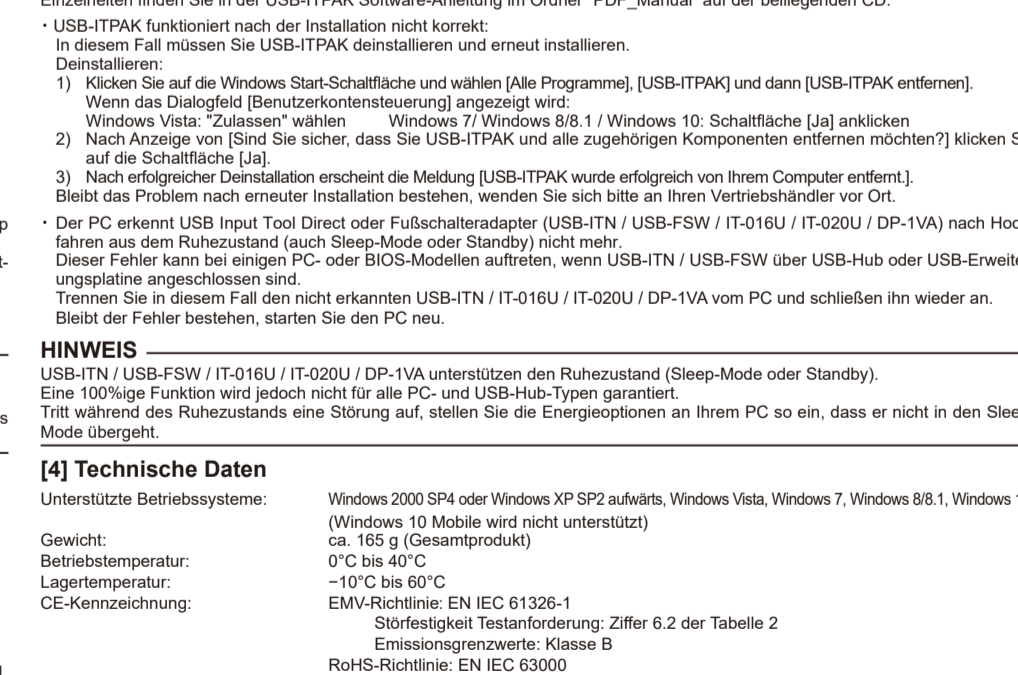 Einzelheiten finden Sie in der USB-ITPAK Software-Anleitung im Ordner "PDF_Manual" auf der beiliegenden CD.
· USB-ITPAK funktioniert nach der Installation nicht korrekt:
In diesem Fall müssen Sie USB-ITPAK deinstallieren und erneut installieren.
Deinstallieren:
1) Klicken Sie auf die Windows Start-Schaltfläche und wählen [Alle Programme], [USB-ITPAK] und dann [USB-ITPAK entfernen].
Wenn das Dialogfeld [Benutzerkontensteuerung] angezeigt wird:
Windows Vista: "Zulassen" wählen Windows 7/ Windows 8/8.1 / Windows 10: Schaltfläche [Ja] anklicken
2) Nach Anzeige von [Sind Sie sicher, dass Sie USB-ITPAK und alle zugehörigen Komponenten entfernen möchten?] klicken S
auf die Schaltfläche [Ja].
3) Nach erfolgreicher Deinstallation erscheint die Meldung [USB-ITPAK wurde erfolgreich von Ihrem Computer entfernt.].
Bleibt das Problem nach erneuter Installation bestehen, wenden Sie sich bitte an Ihren Vertriebshändler vor Ort.
· Der PC erkennt USB Input Tool Direct oder Fußschalteradapter (USB-ITN / USB-FSW / IT-016U / IT-020U / DP-1VA) nach Hoc
fahren aus dem Ruhezustand (auch Sleep-Mode oder Standby) nicht mehr.
Dieser Fehler kann bei einigen PC- oder BIOS-Modellen auftreten, wenn USB-ITN / USB-FSW über USB-Hub oder USB-Erweite
ungsplatine angeschlossen sind.
Trennen Sie in diesem Fall den nicht erkannten USB-ITN / IT-016U / IT-020U / DP-1VA vom PC und schließen ihn wieder an.
Bleibt der Fehler bestehen, starten Sie den PC neu.
HINWEIS
USB-ITN / USB-FSW / IT-016U / IT-020U / DP-1VA unterstützen den Ruhezustand (Sleep-Mode oder Standby).
Eine 100%ige Funktion wird jedoch nicht für alle PC- und USB-Hub-Typen garantiert.
Tritt während des Ruhezustands eine Störung auf, stellen Sie die Energieoptionen an Ihrem PC so ein, dass er nicht in den Slee
Mode übergeht.
[4] Technische Daten
Unterstützte Betriebssysteme: Windows 2000 SP4 oder Windows XP SP2 aufwärts, Windows Vista, Windows 7, Windows 8/8.1, Windows
(Windows 10 Mobile wird nicht unterstützt)
Gewicht: ca. 165 g (Gesamtprodukt)
Betriebstemperatur: 0°C bis 40°C
Lagertemperatur: −10°C bis 60°C
CE-Kennzeichnung: EMV-Richtlinie: EN IEC 61326-1
Störfestigkeit Testanforderung: Ziffer 6.2 der Tabelle 2
Emissionsgrenzwerte: Klasse B
RoHS-Richtlinie: EN IEC 63000